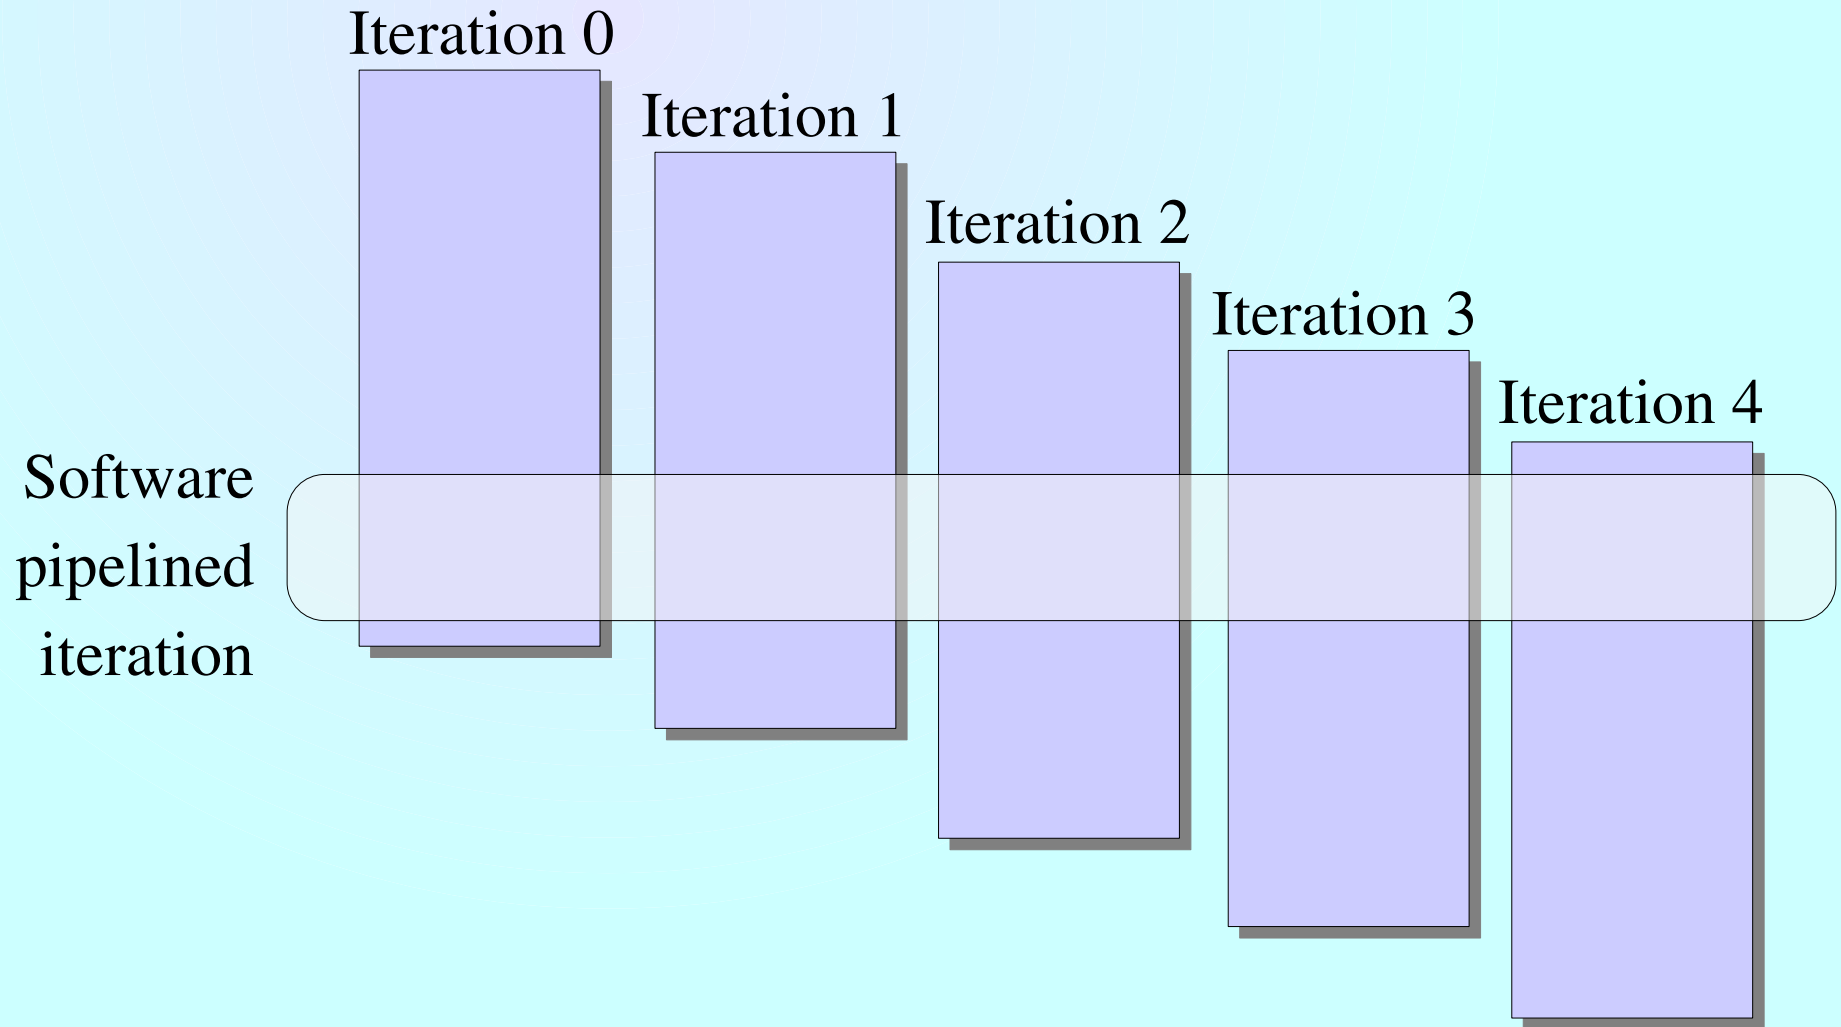 Iteration 0
Iteration 1
Iteration 2
Iteration 3
Iteration 4
Software
pipelined
iteration